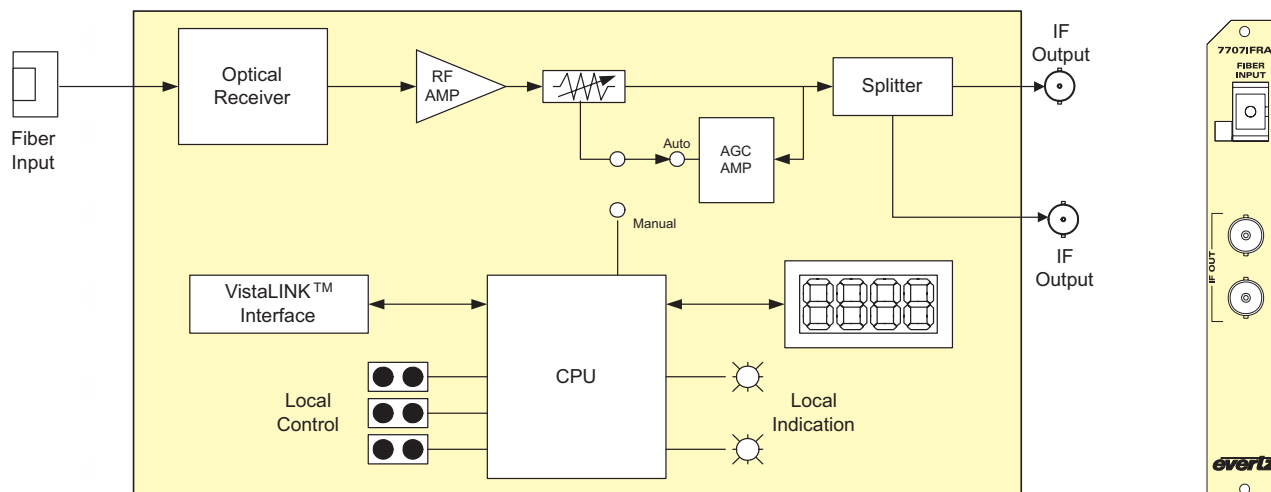 Fiber
Input
Optical
Receiver
RF
AMP
Auto
AGC
AMP
Manual
Splitter
IF
Output
IF
Output
VistaLINK™
Interface
CPU
8888
Local
Control
Local
Indication
7707IFRA
FIBER
INPUT
IF OUT
evertz